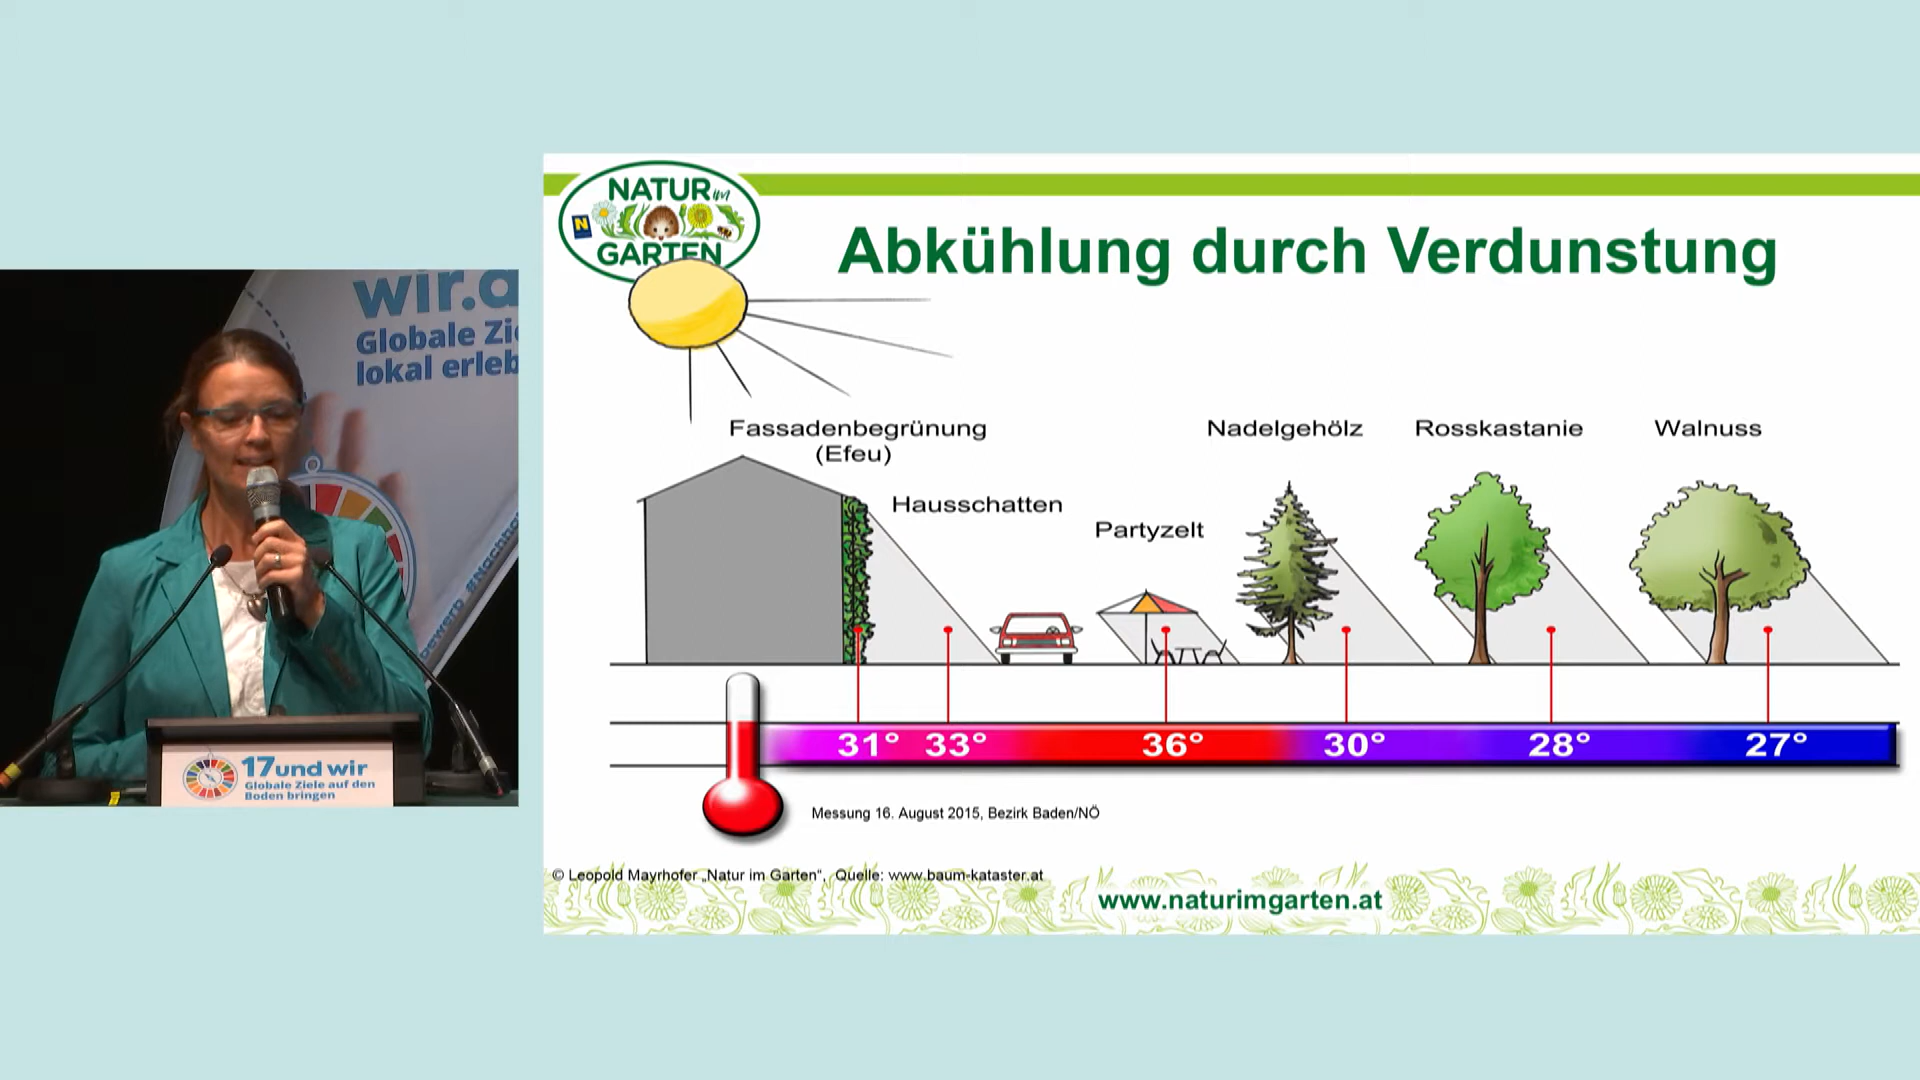 wir.
Globale
lokal
17und wir
Globale Ziele auf den
Boden bringen
NATUR im
N
GARTEN
Abkühlung durch Verdunstung
Fassadenbegrünung
(Efeu)
Hausschatten
Partyzelt
Nadelgehölz
Rosskastanie
Walnuss
31° 33° 36° 30° 28° 27°
Messung 16. August 2015, Bezirk Baden/NÖ
© Leopold Mayrhofer „Natur im Garten“, Quelle: www.baum-kataster.at
www.naturimgarten.at